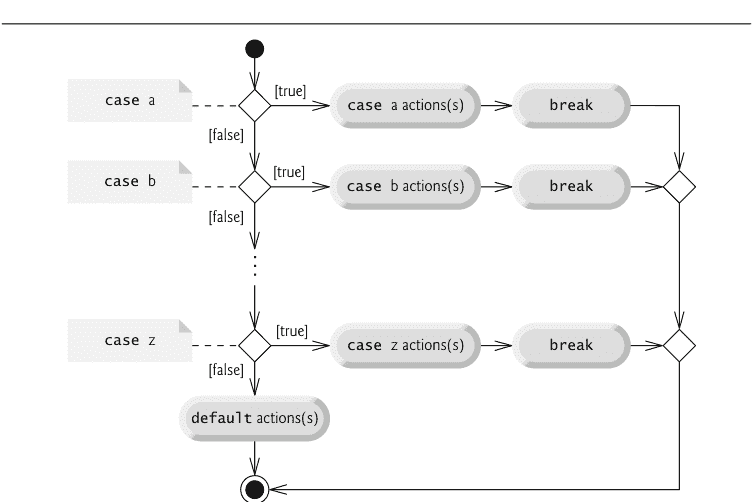 [true]
case a
case a actions(s)
break
[false]
[true]
case b
case b actions(s)
break
[false]
[true]
case z
case z actions(s)
break
[false]
default actions(s)